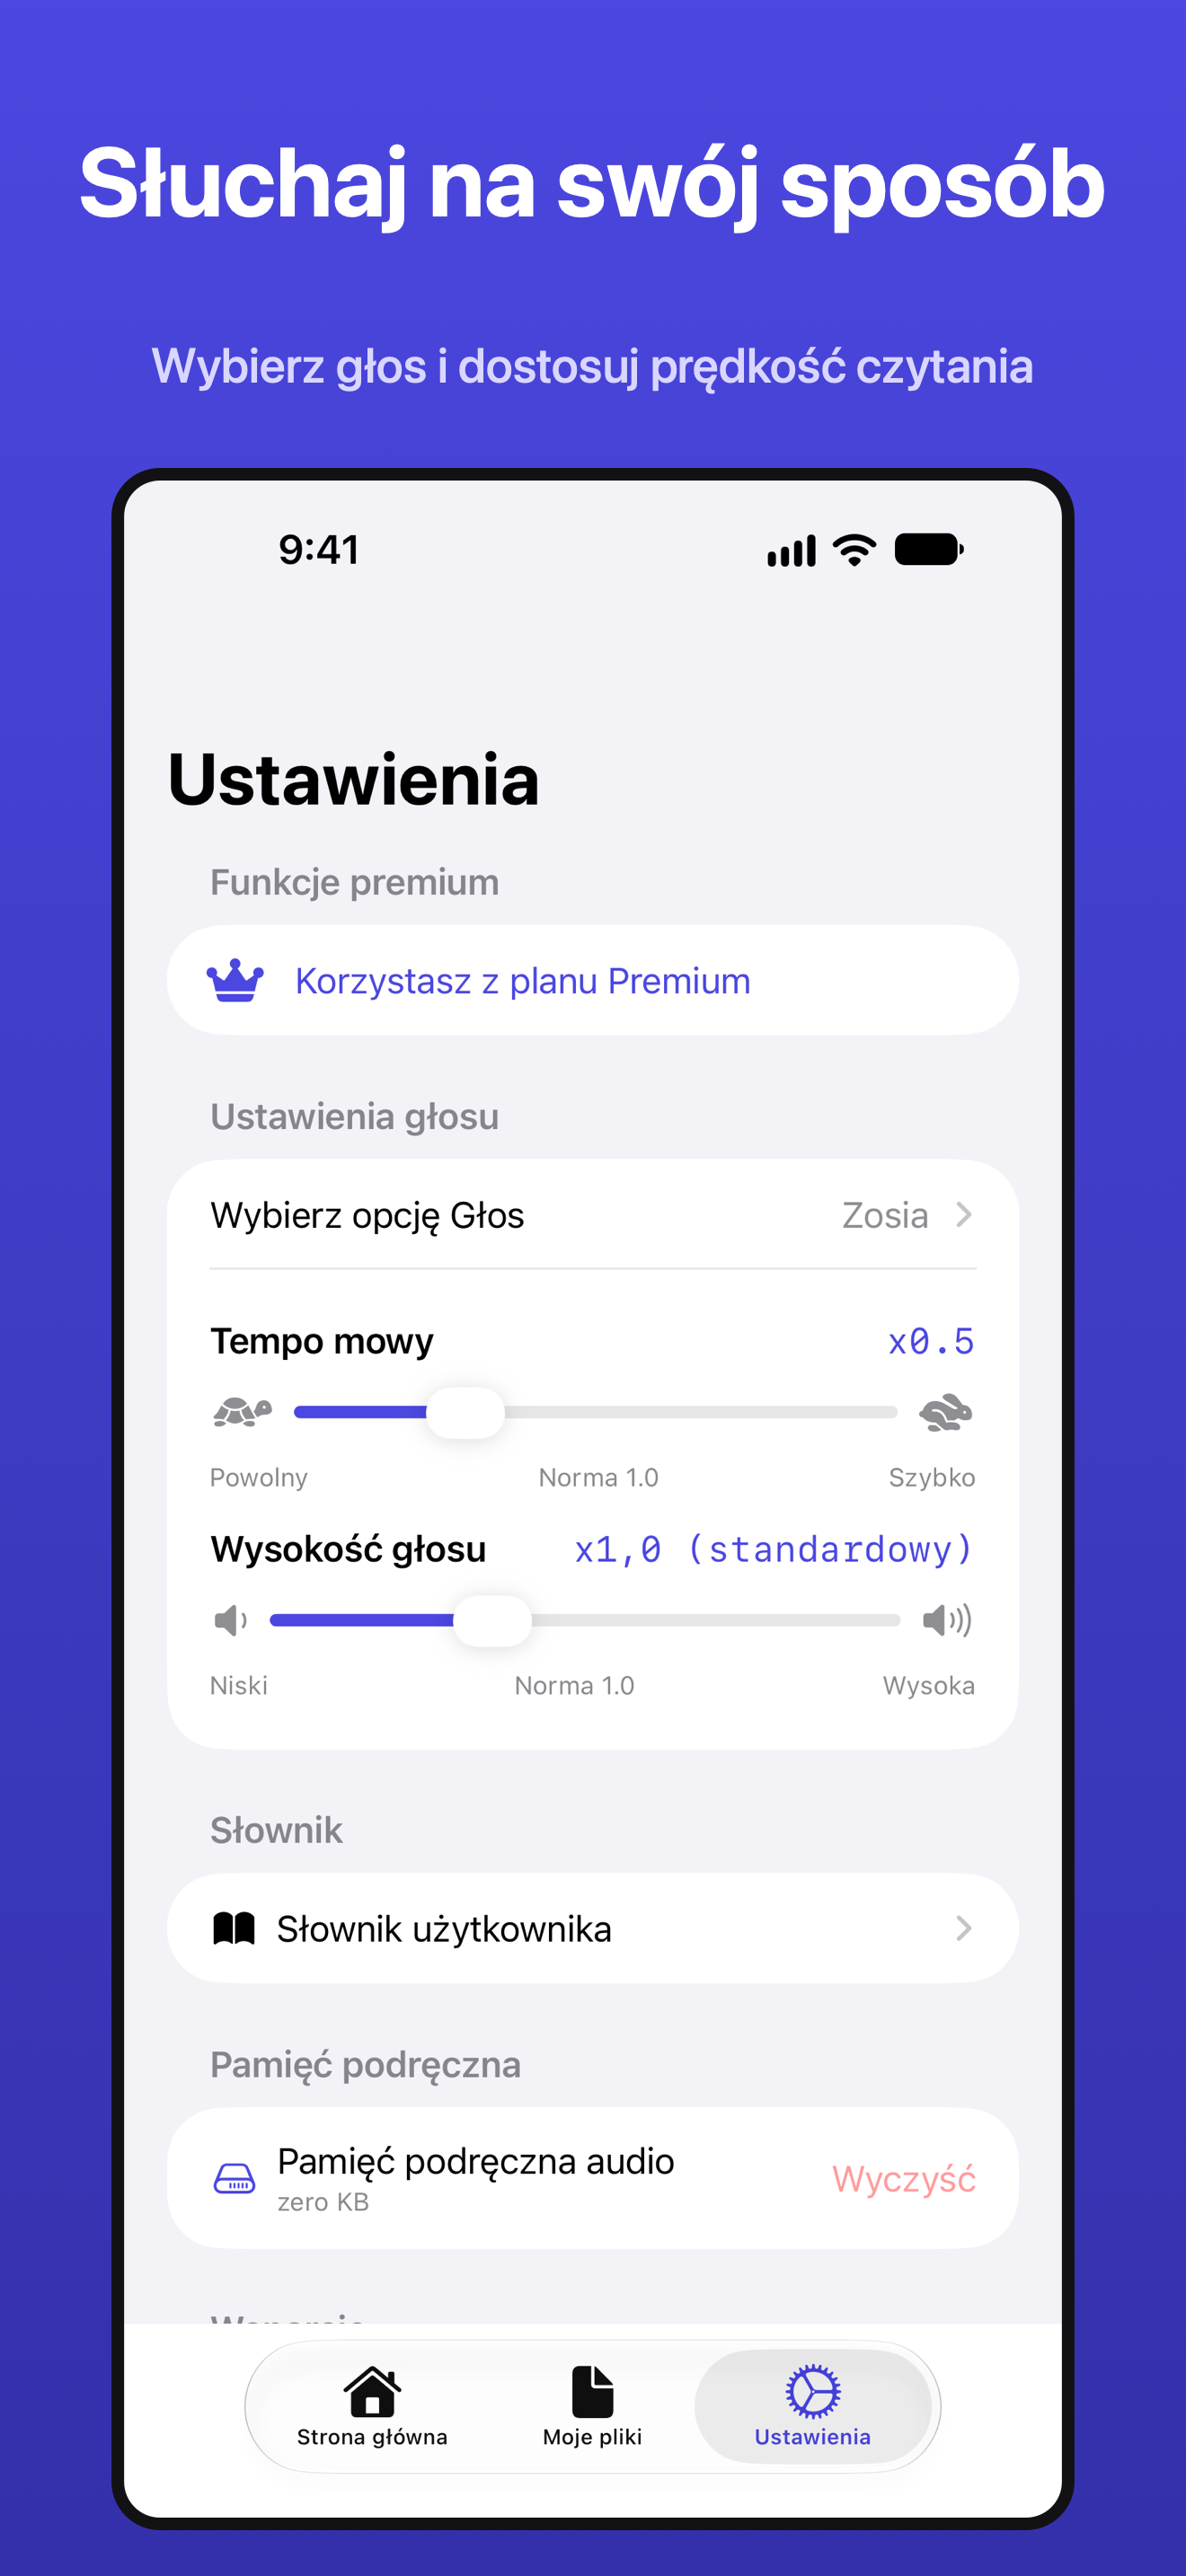 Słuchaj na swój sposób
Wybierz głos i dostosuj prędkość czytania
9:41
Ustawienia
Funkcje premium
Korzystasz z planu Premium
Ustawienia głosu
Wybierz opcję Głos Zosia
Tempo mowy x0.5
Powolny Norma 1.0 Szybko
Wysokość głosu x1,0 (standardowy)
Niski Norma 1.0 Wysoka
Słownik
Słownik użytkownika
Pamięć podręczna
Pamięć podręczna audio
zero KB
Wyczyść
Strona główna Moje pliki Ustawienia